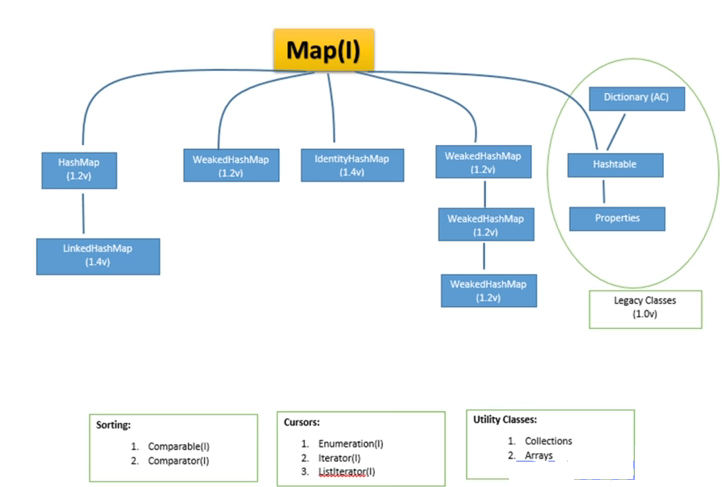 Map(I)
Dictionary (AC)
HashMap
(1.2v)
WeakedHashMap
(1.2v)
IdentityHashMap
(1.4v)
WeakedHashMap
(1.2v)
Hashtable
WeakedHashMap
(1.2v)
Properties
LinkedHashMap
(1.4v)
WeakedHashMap
(1.2v)
Legacy Classes
(1.0v)
Sorting:
1. Comparable(I)
2. Comparator(I)
Cursors:
1. Enumeration(I)
2. Iterator(I)
3. ListIterator(I)
Utility Classes:
1. Collections
2. Arrays